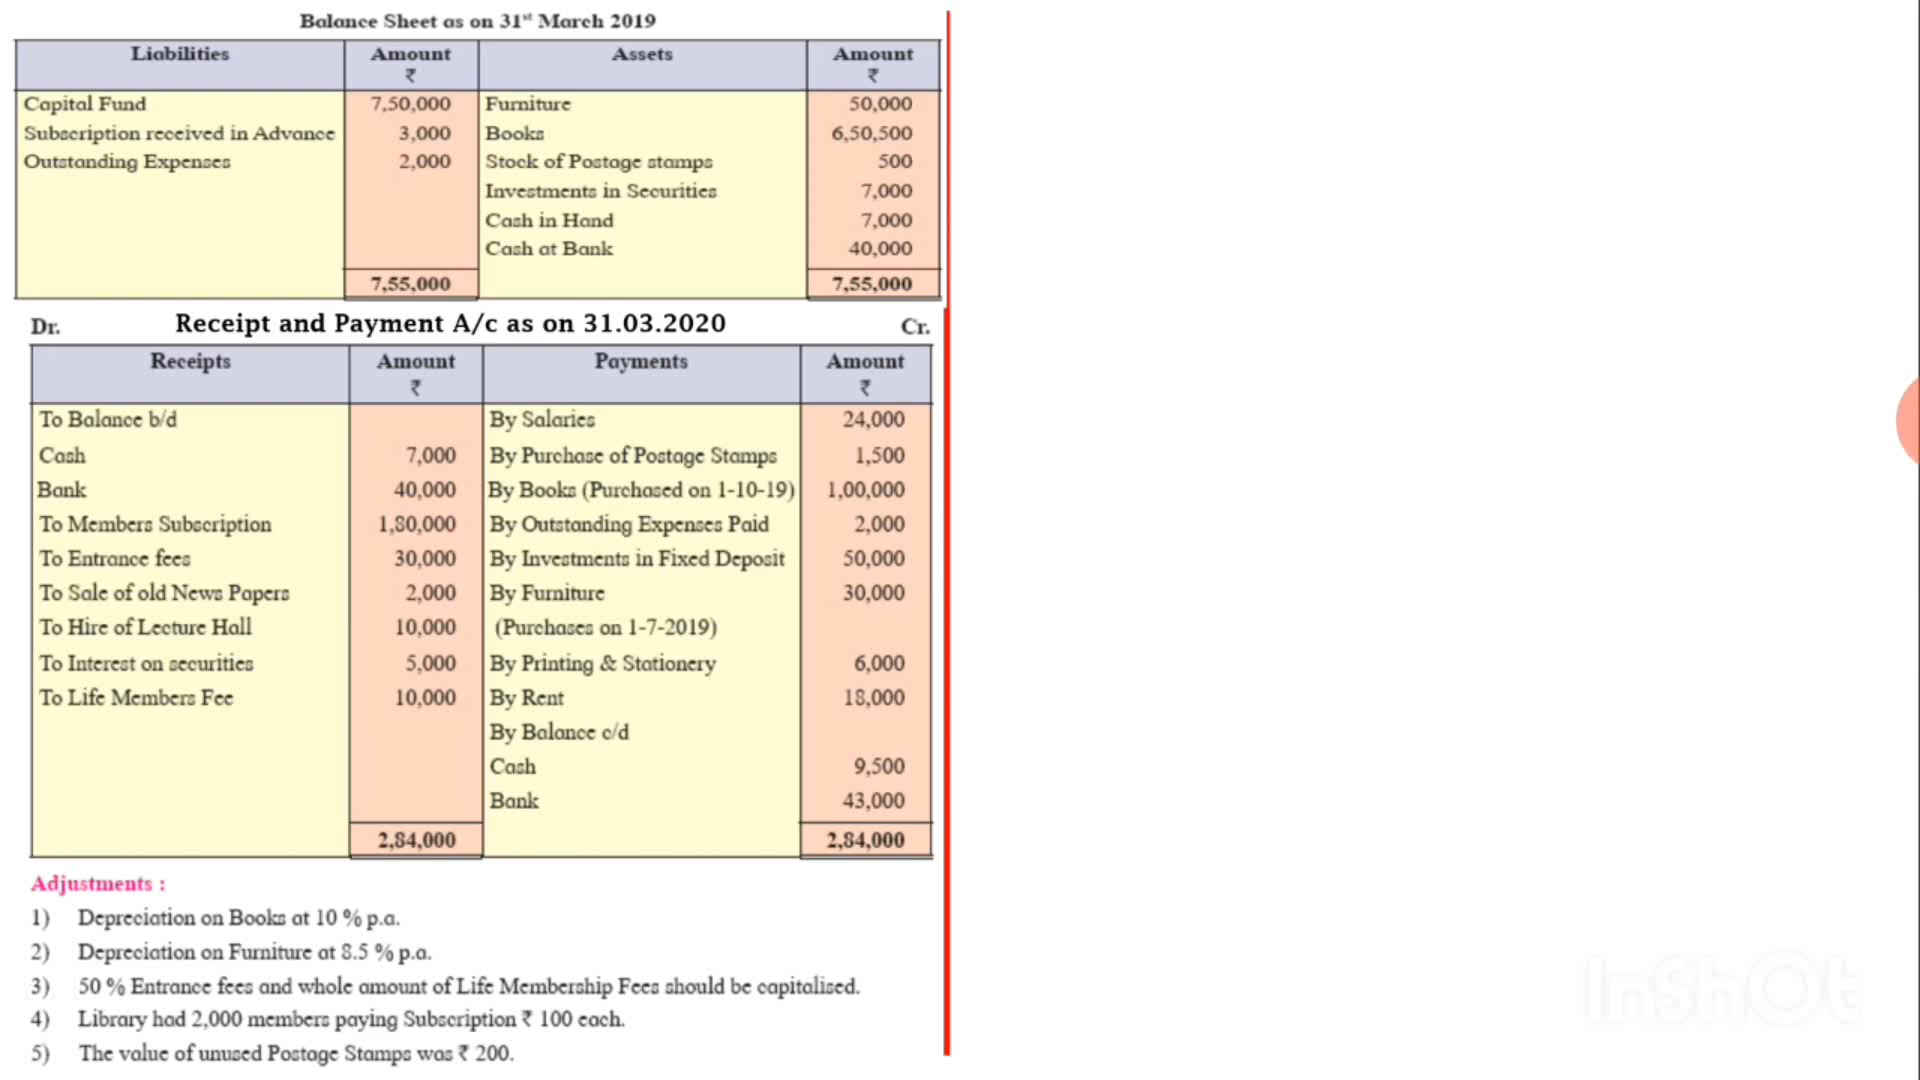 Balance Sheet as on 31st March 2019
Liabilities Amount ₹ Assets Amount ₹
Capital Fund 7,50,000 Furniture 50,000
Subscription received in Advance 3,000 Books 6,50,500
Outstanding Expenses 2,000 Stock of Postage stamps 500
Investments in Securities 7,000
Cash in Hand 7,000
Cash at Bank 40,000
7,55,000 7,55,000
Dr. Receipt and Payment A/c as on 31.03.2020 Cr.
Receipts Amount ₹ Payments Amount ₹
To Balance b/d By Salaries 24,000
Cash 7,000 By Purchase of Postage Stamps 1,500
Bank 40,000 By Books (Purchased on 1-10-19) 1,00,000
To Members Subscription 1,80,000 By Outstanding Expenses Paid 2,000
To Entrance fees 30,000 By Investments in Fixed Deposit 50,000
To Sale of old News Papers 2,000 By Furniture 30,000
To Hire of Lecture Hall 10,000 (Purchases on 1-7-2019)
To Interest on securities 5,000 By Printing & Stationery 6,000
To Life Members Fee 10,000 By Rent 18,000
By Balance c/d
Cash 9,500
Bank 43,000
2,84,000 2,84,000
Adjustments :
1) Depreciation on Books at 10 % p.a.
2) Depreciation on Furniture at 8.5 % p.a.
3) 50 % Entrance fees and whole amount of Life Membership Fees should be capitalised.
4) Library had 2,000 members paying Subscription ₹ 100 each.
5) The value of unused Postage Stamps was ₹ 200.
InShOt